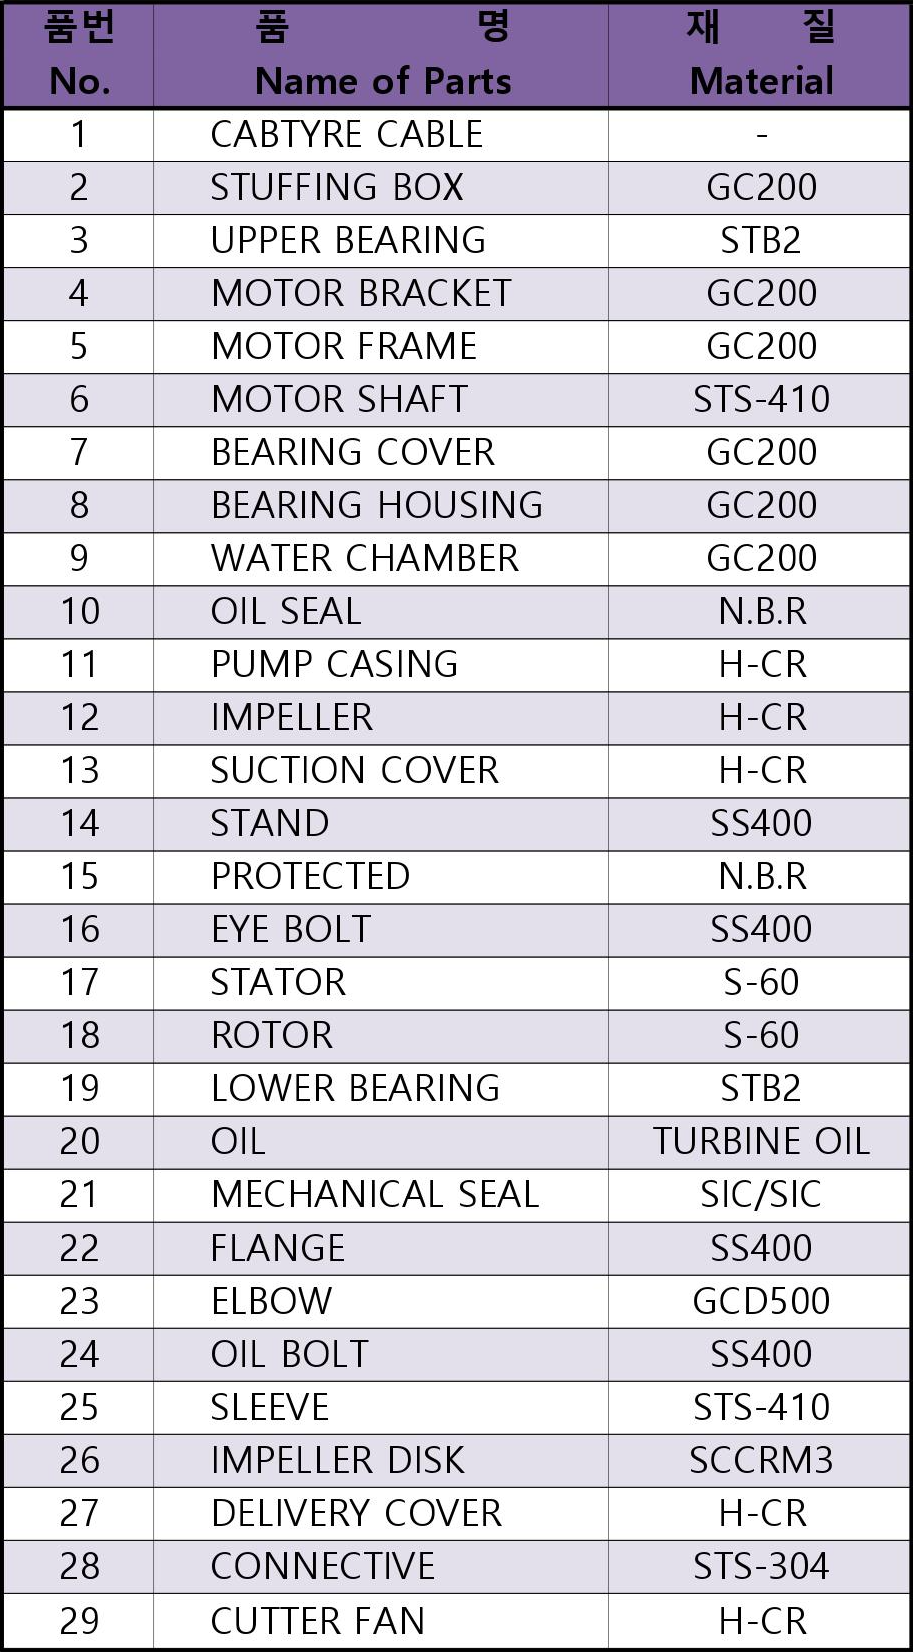 품번 품 명 재 질
No. Name of Parts Material
1 CABTYRE CABLE -
2 STUFFING BOX GC200
3 UPPER BEARING STB2
4 MOTOR BRACKET GC200
5 MOTOR FRAME GC200
6 MOTOR SHAFT STS-410
7 BEARING COVER GC200
8 BEARING HOUSING GC200
9 WATER CHAMBER GC200
10 OIL SEAL N.B.R
11 PUMP CASING H-CR
12 IMPELLER H-CR
13 SUCTION COVER H-CR
14 STAND SS400
15 PROTECTED N.B.R
16 EYE BOLT SS400
17 STATOR S-60
18 ROTOR S-60
19 LOWER BEARING STB2
20 OIL TURBINE OIL
21 MECHANICAL SEAL SIC/SIC
22 FLANGE SS400
23 ELBOW GCD500
24 OIL BOLT SS400
25 SLEEVE STS-410
26 IMPELLER DISK SCCRM3
27 DELIVERY COVER H-CR
28 CONNECTIVE STS-304
29 CUTTER FAN H-CR